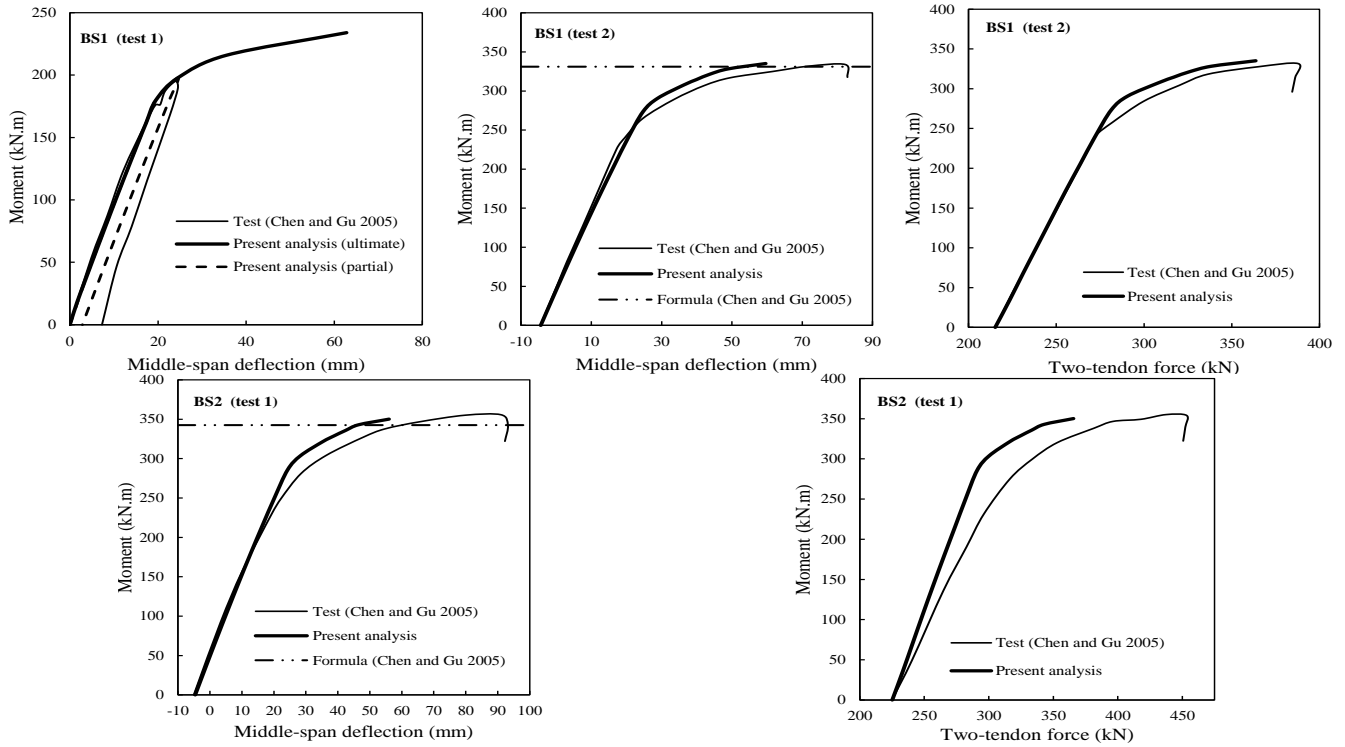 BS1 (test 1)
Moment (kN.m)
250
200
150
100
50
0
0 20 40 60 80
Middle-span deflection (mm)
Test (Chen and Gu 2005)
Present analysis (ultimate)
Present analysis (partial)
BS1 (test 2)
Moment (kN.m)
400
350
300
250
200
150
100
50
0
-10 10 30 50 70 90
Middle-span deflection (mm)
Test (Chen and Gu 2005)
Present analysis
Formula (Chen and Gu 2005)
BS1 (test 2)
Moment (kN.m)
400
350
300
250
200
150
100
50
0
200 250 300 350 400
Two-tendon force (kN)
Test (Chen and Gu 2005)
Present analysis
BS2 (test 1)
Moment (kN.m)
400
350
300
250
200
150
100
50
0
-10 0 10 20 30 40 50 60 70 80 90 100
Middle-span deflection (mm)
Test (Chen and Gu 2005)
Present analysis
Formula (Chen and Gu 2005)
BS2 (test 1)
Moment (kN.m)
400
350
300
250
200
150
100
50
0
200 250 300 350 400 450
Two-tendon force (kN)
Test (Chen and Gu 2005)
Present analysis